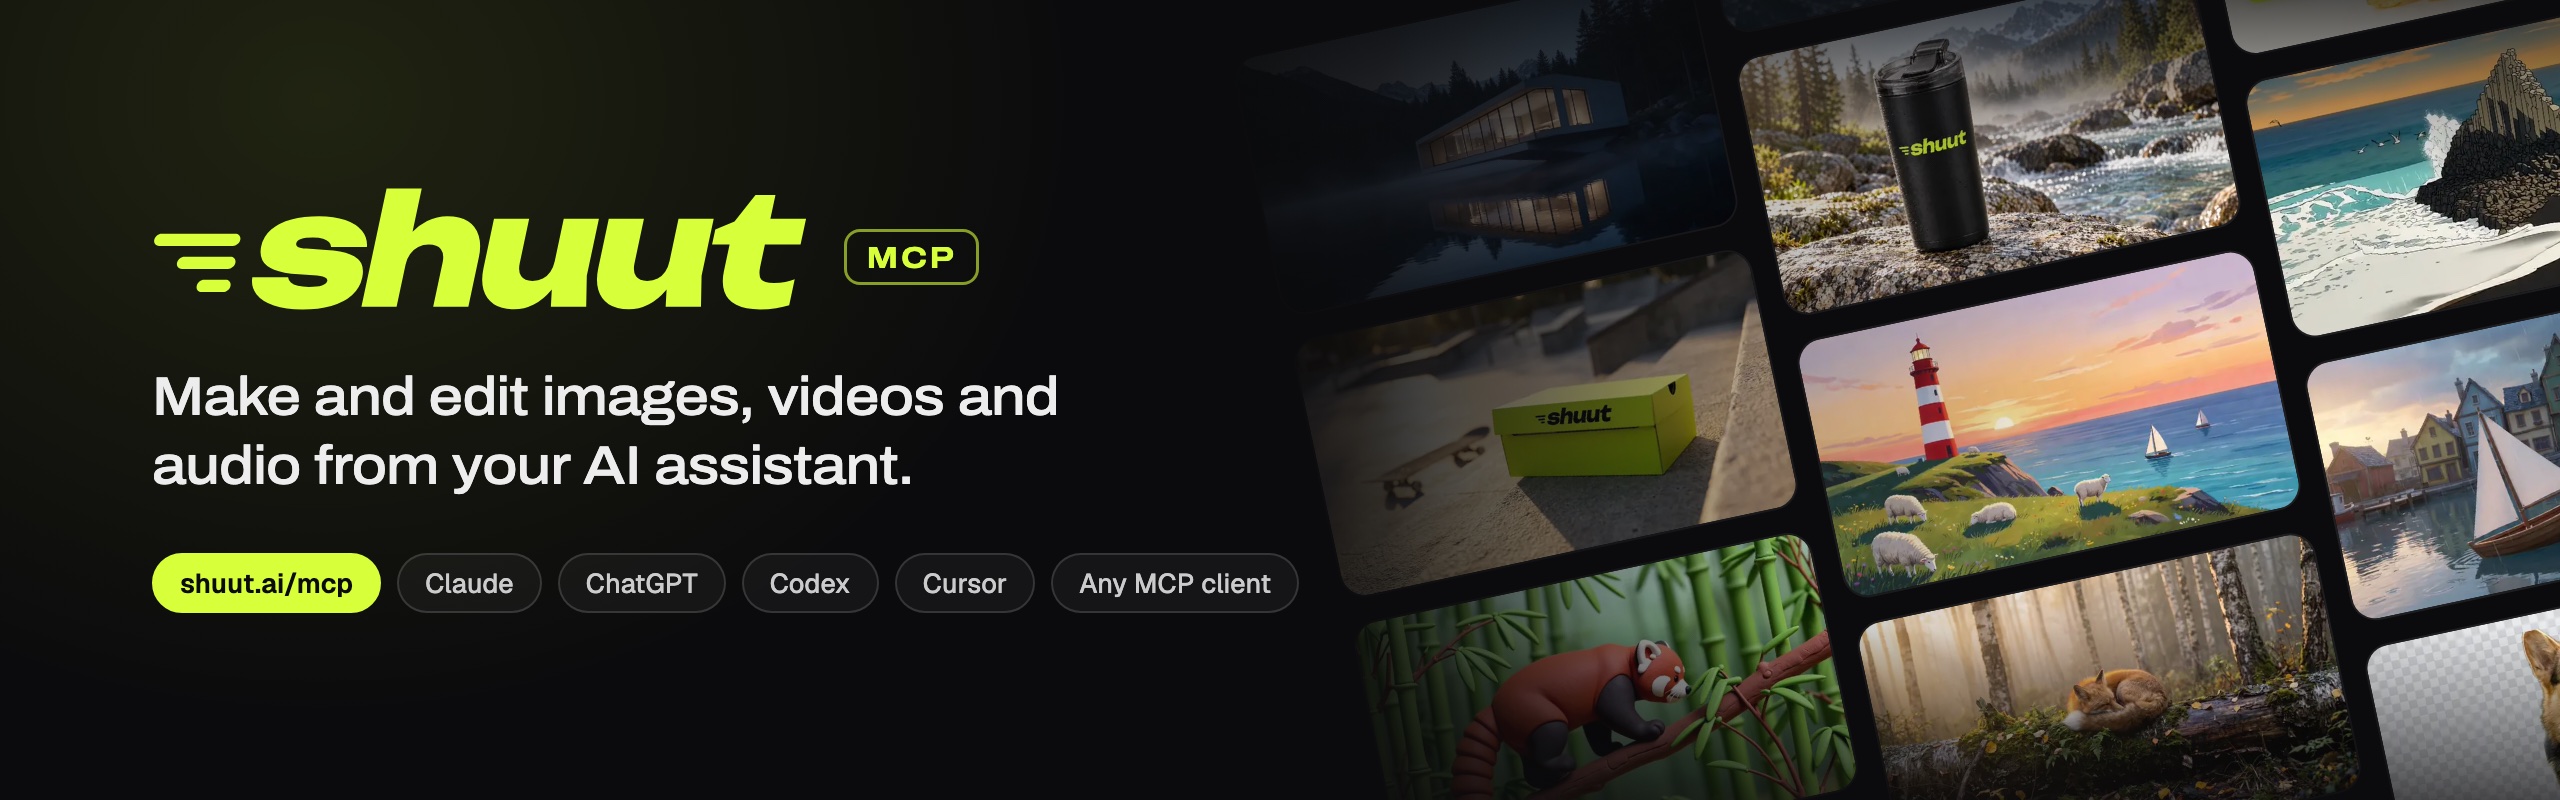 shuut
MCP
Make and edit images, videos and
audio from your AI assistant.
shuut.ai/mcp
Claude
ChatGPT
Codex
Cursor
Any MCP client
shuut
shuut